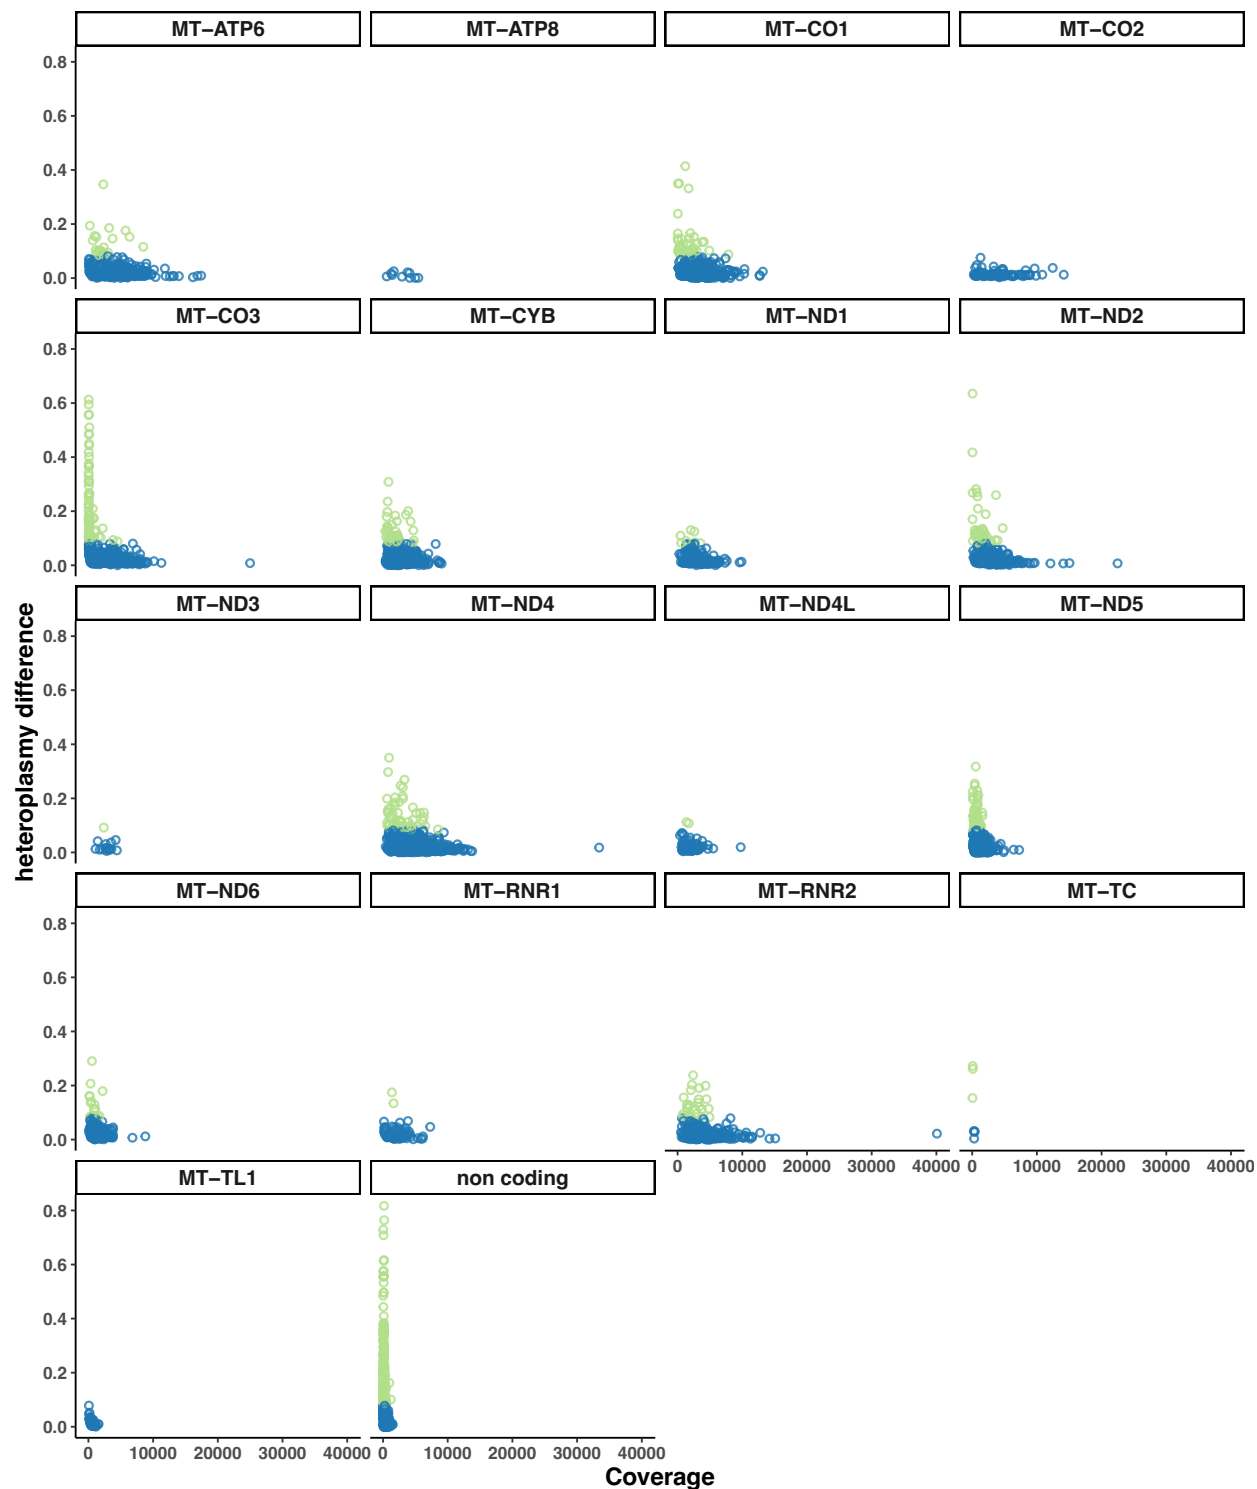 MT−ATP6 MT−ATP8 MT−CO1 MT−CO2
0.8
0.6
0.4
0.2
0.0
MT−CO3 MT−CYB MT−ND1 MT−ND2
0.8
0.6
0.4
0.2
0.0
MT−ND3 MT−ND4 MT−ND4L MT−ND5
0.8
0.6
0.4
0.2
0.0
heteroplasmy difference
MT−ND6 MT−RNR1 MT−RNR2 MT−TC
0.8
0.6
0.4
0.2
0.0
0 10000 20000 30000 40000 0 10000 20000 30000 40000
MT−TL1 non coding
0.8
0.6
0.4
0.2
0.0
0 10000 20000 30000 40000 0 10000 20000 30000 40000
Coverage